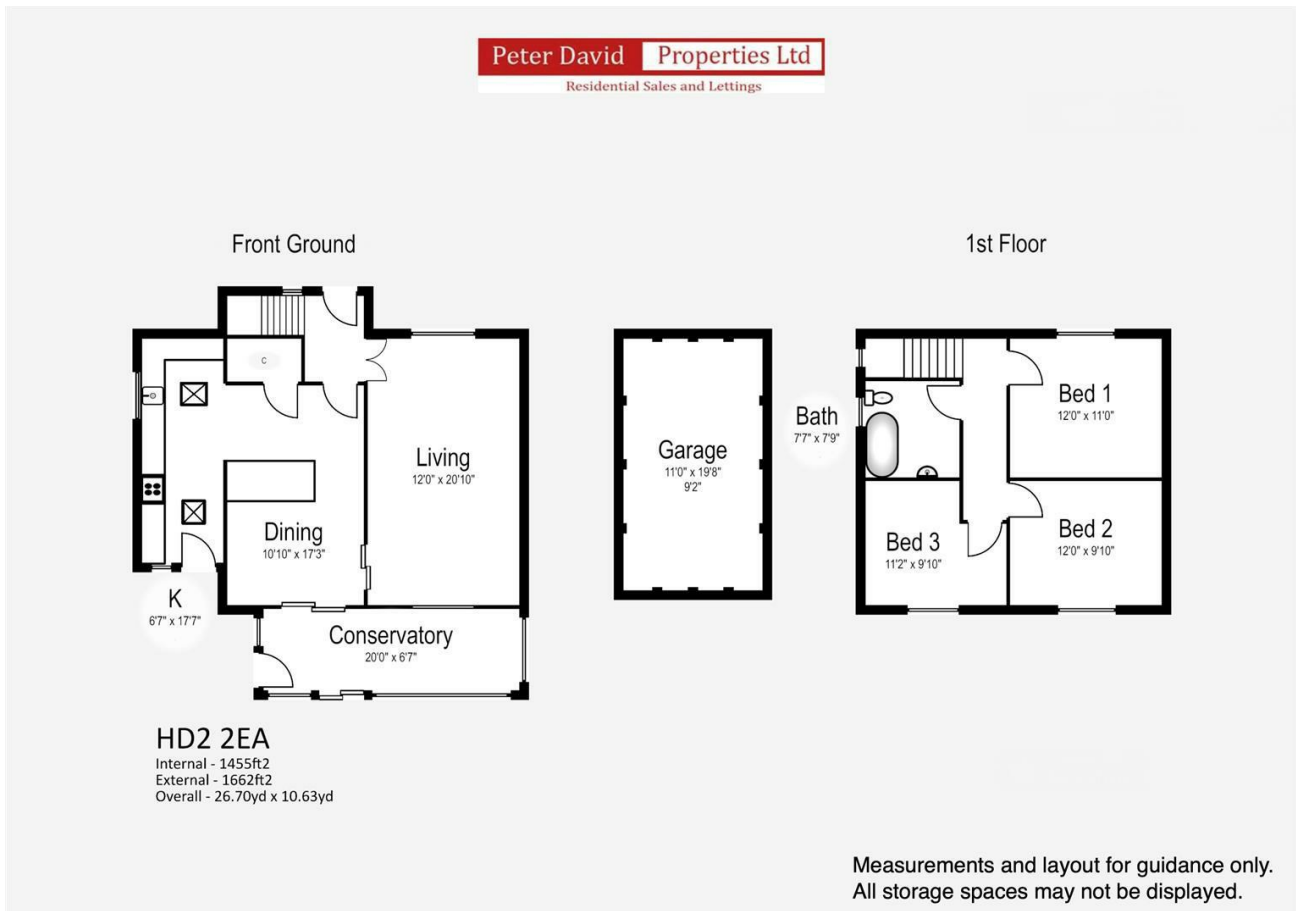 Peter David Properties Ltd
Residential Sales and Lettings
Front Ground
1st Floor
C
Living
12'0" x 20'10"
Dining
10'10" x 17'3"
K
6'7" x 17'7"
Conservatory
20'0" x 6'7"
Garage
11'0" x 19'8"
9'2"
Bath
7'7" x 7'9"
Bed 1
12'0" x 11'0"
Bed 2
12'0" x 9'10"
Bed 3
11'2" x 9'10"
HD2 2EA
Internal - 1455ft2
External - 1662ft2
Overall - 26.70yd x 10.63yd
Measurements and layout for guidance only.
All storage spaces may not be displayed.